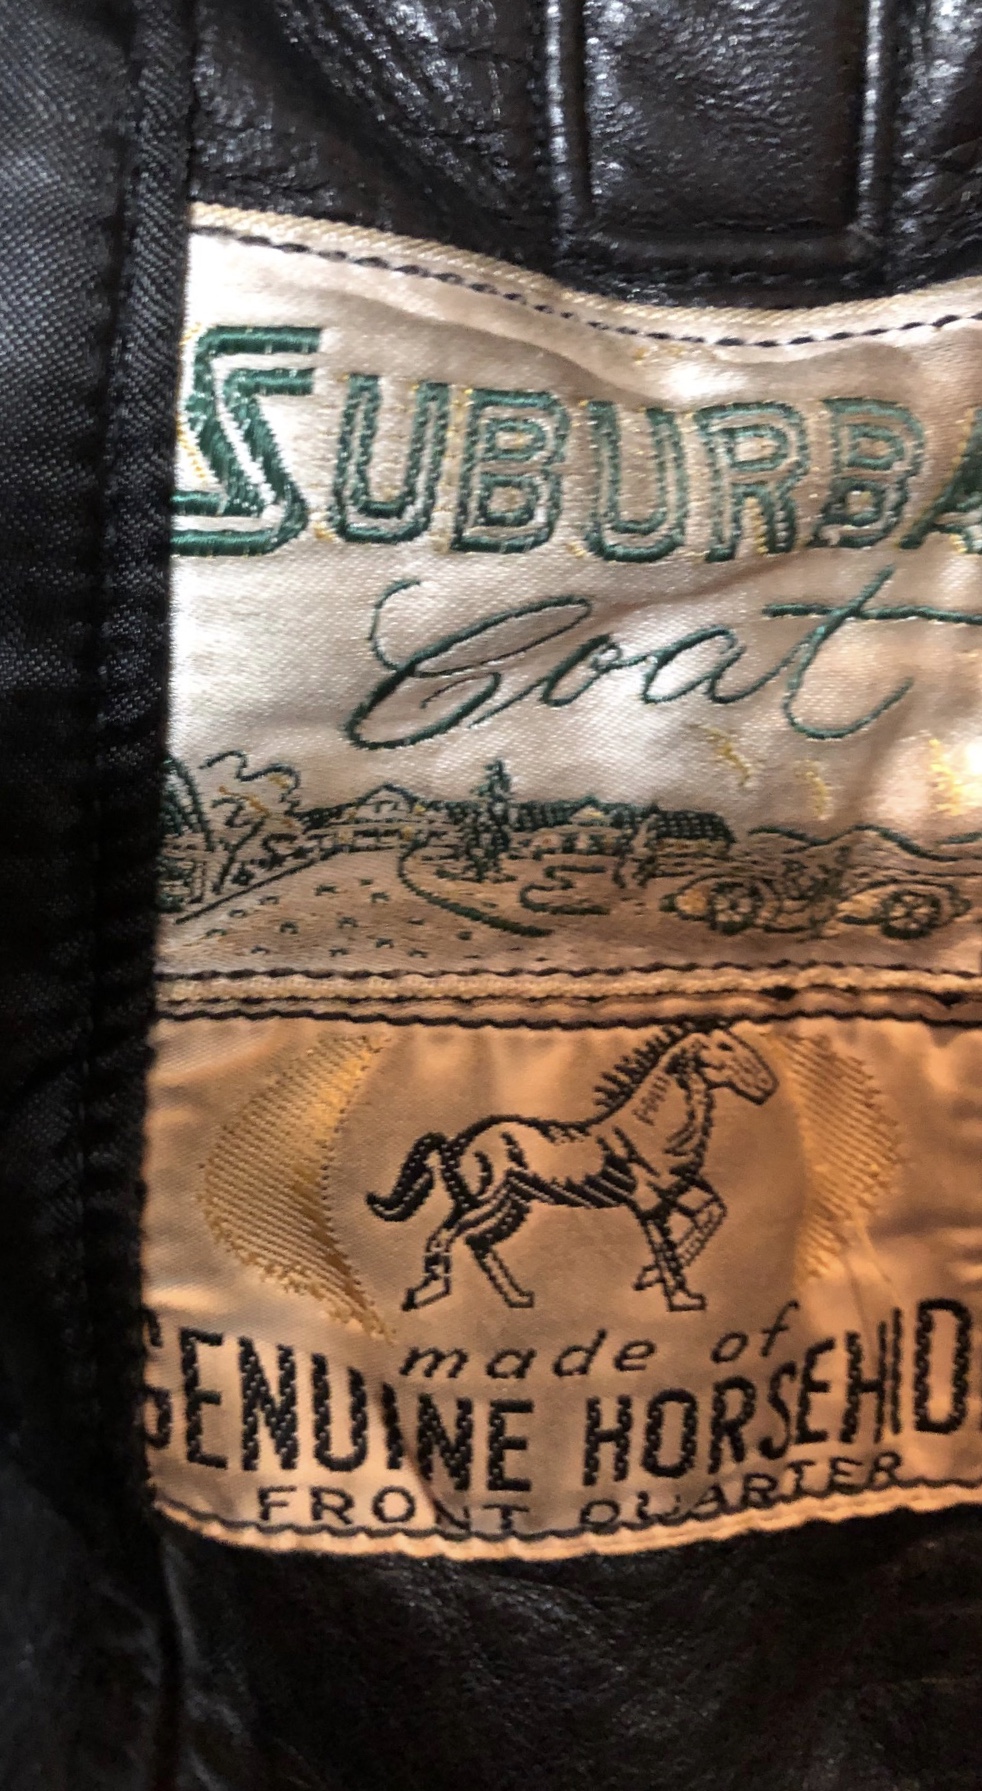 SUBURBA
Coat
made of
GENUINE HORSEHID
FRONT QUARTER